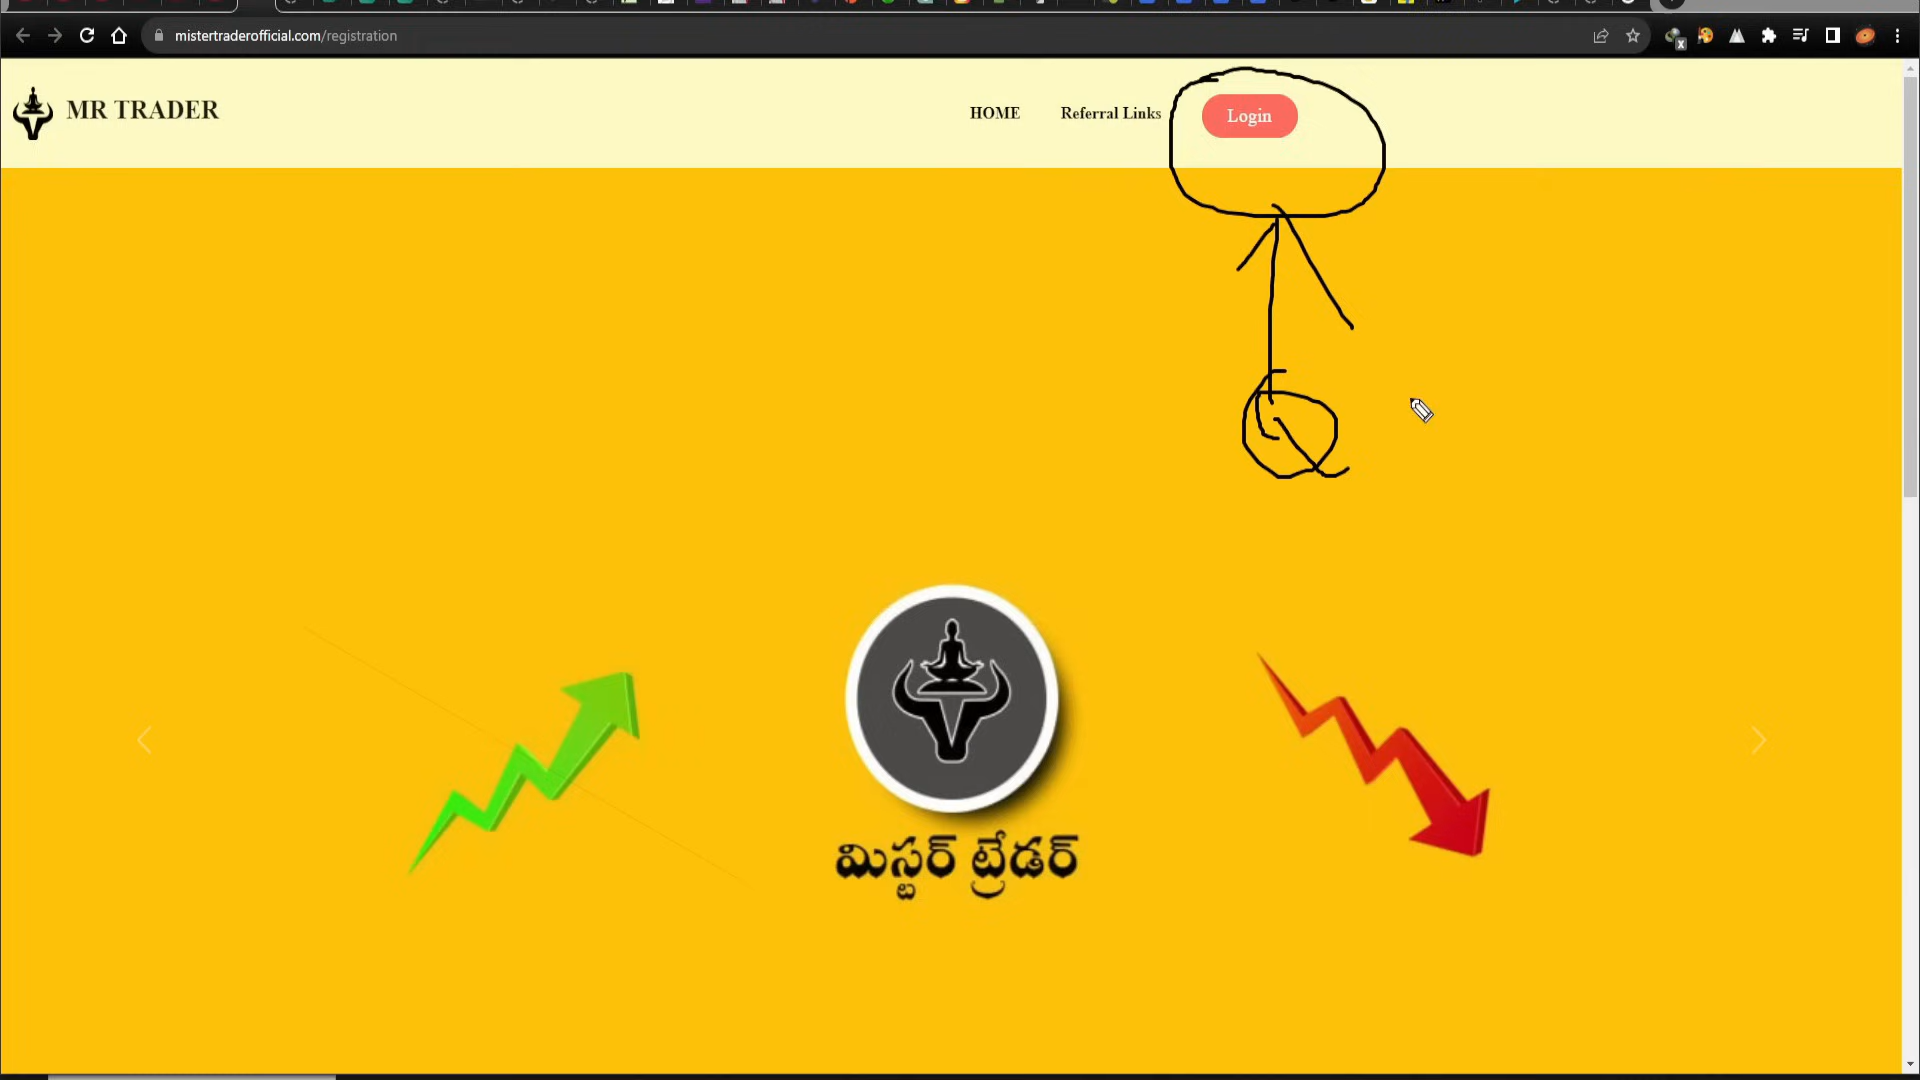 mistertraderofficial.com/registration
MR TRADER
HOME
Referral Links
Login
మిస్టర్ ట్రేడర్